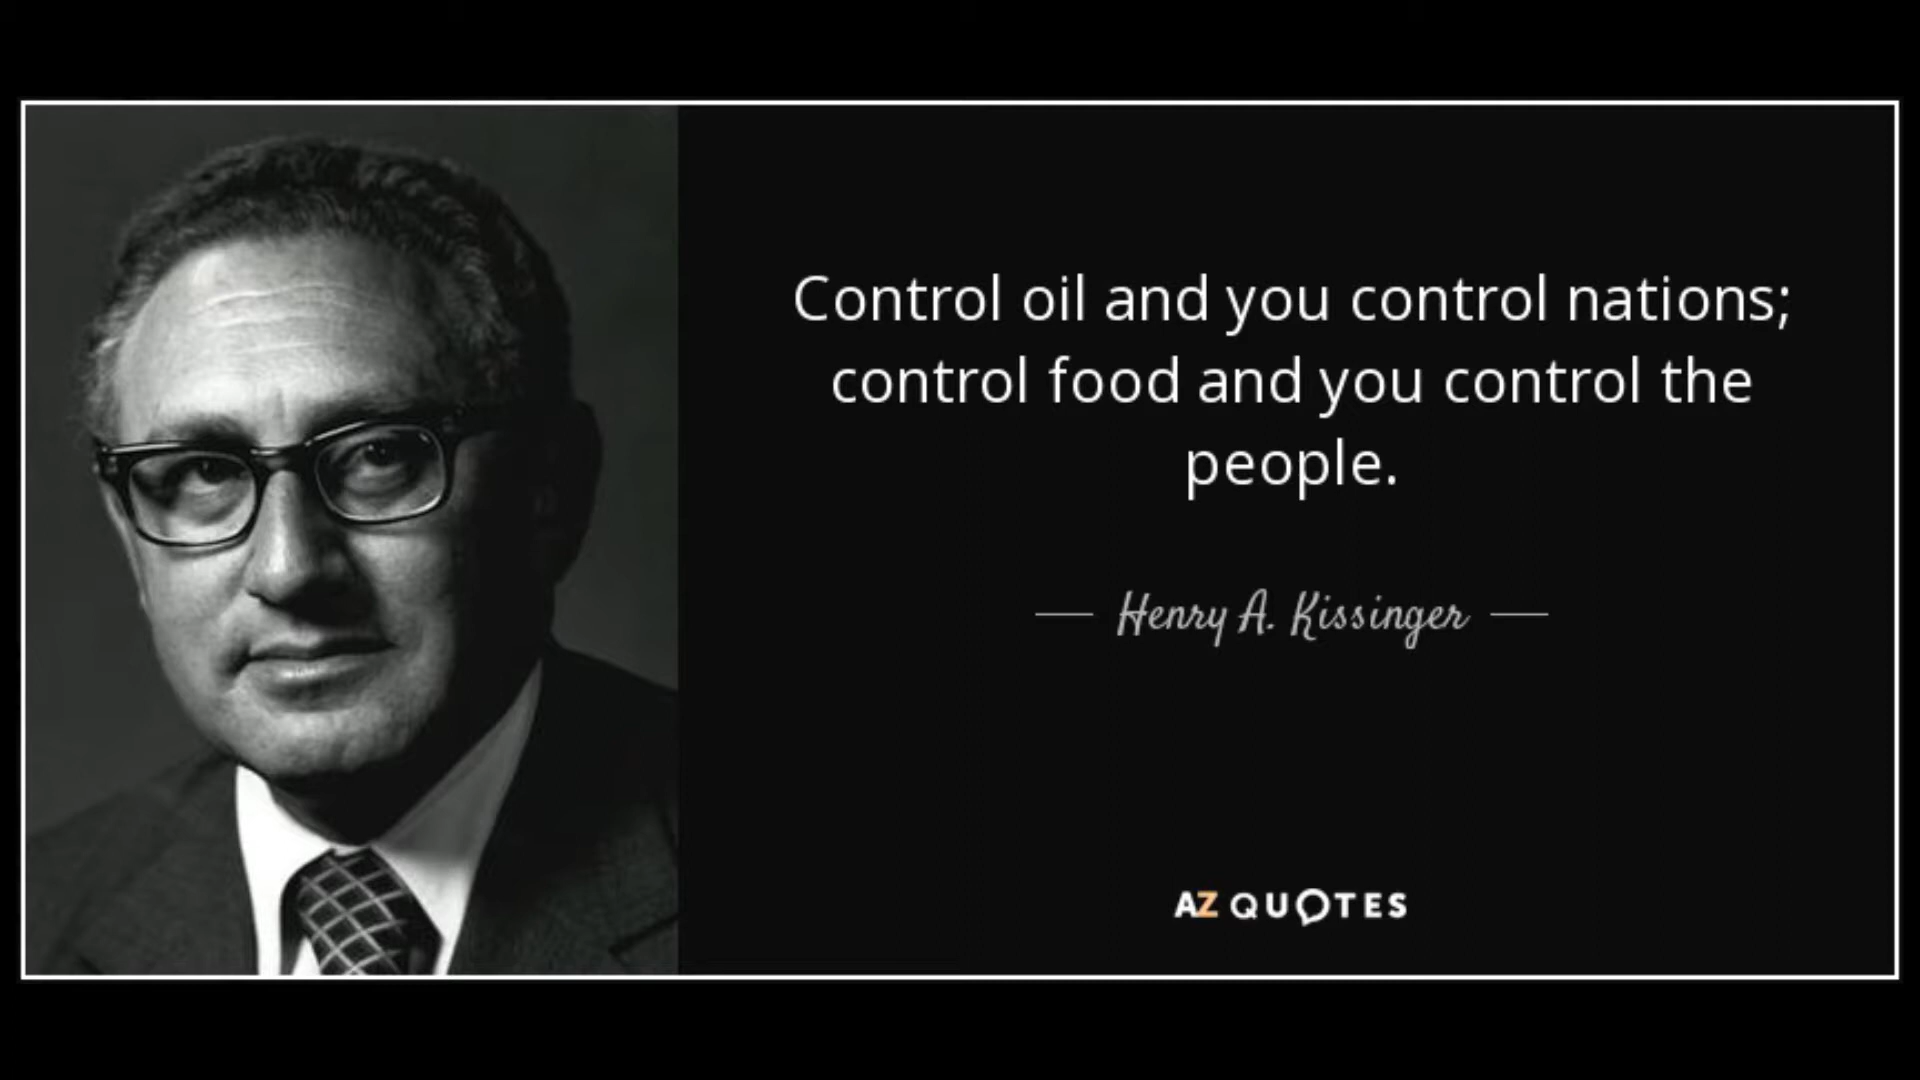 Control oil and you control nations;
control food and you control the
people.
Henry A. Kissinger
AZ QUOTES